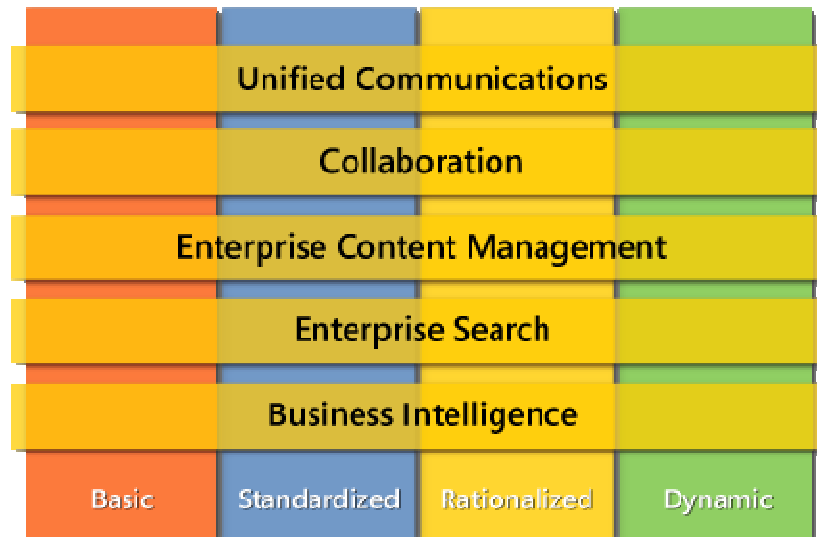 Unified Communications
Collaboration
Enterprise Content Management
Enterprise Search
Business Intelligence
Basic Standardized Rationalized Dynamic